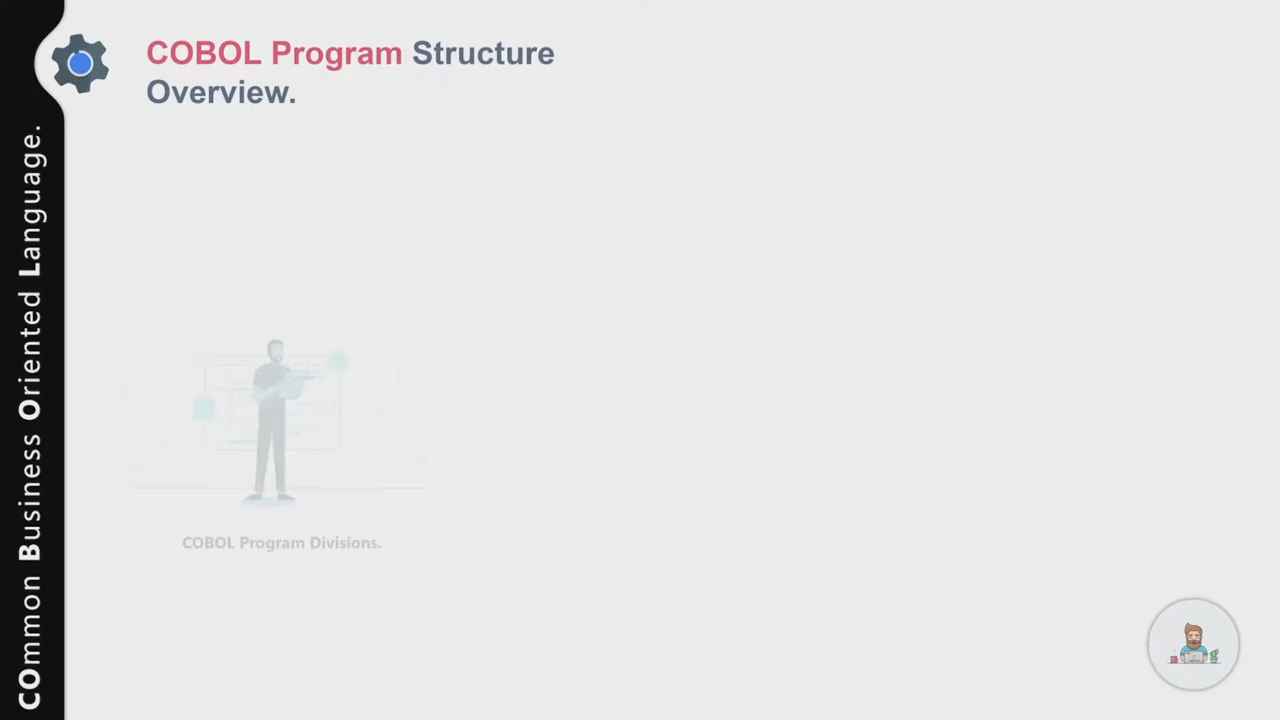 COBOL Program Structure
Overview.
COmmon Business Oriented Language.
COBOL Program Divisions.